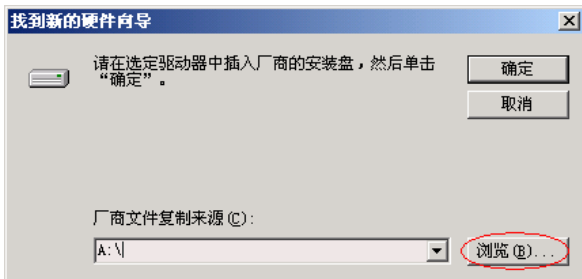 找到新的硬件向导
请在选定驱动器中插入厂商的安装盘，然后单击
“确定”。
确定
取消
厂商文件复制来源(C):
A:\
浏览(B)...